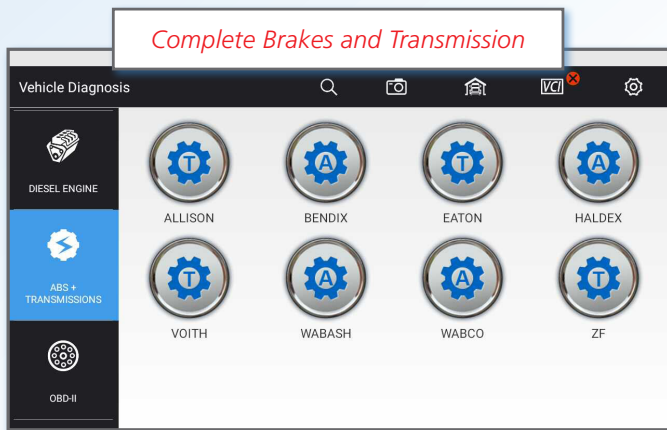 Complete Brakes and Transmission
Vehicle Diagnosis
VCI
DIESEL ENGINE
T
A
T
A
ALLISON
BENDIX
EATON
HALDEX
ABS +
TRANSMISSIONS
T
A
A
T
VOITH
WABASH
WABCO
ZF
OBD-II